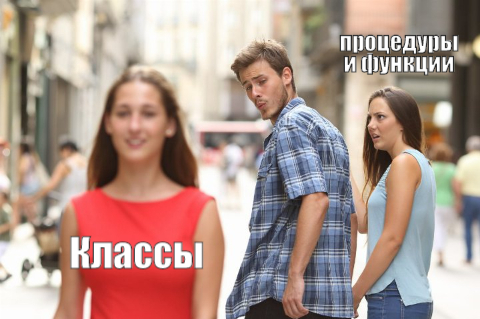 процедуры
и функции
Классы